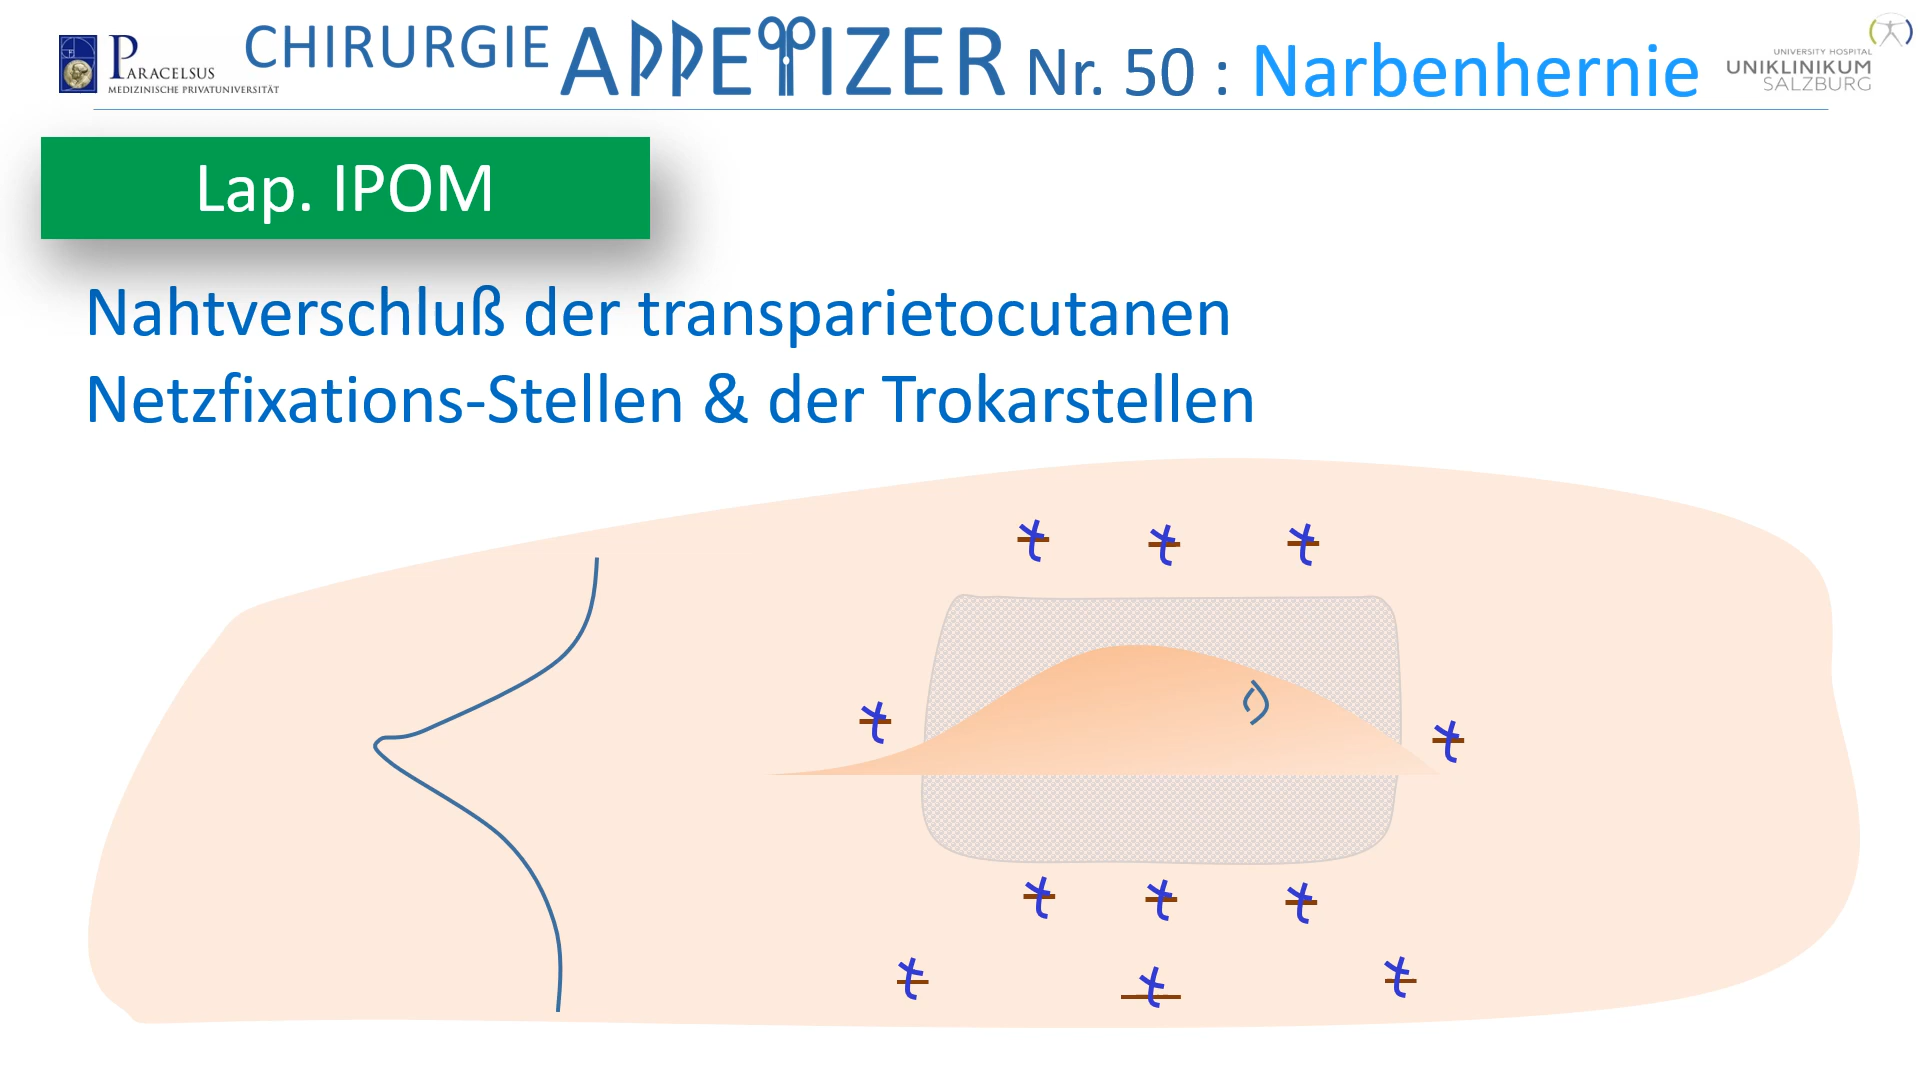 PARACELSUS
MEDIZINISCHE PRIVATUNIVERSITÄT
CHIRURGIE APPETIZER Nr. 50 : Narbenhernie
UNIVERSITY HOSPITAL
UNIKLINIKUM
SALZBURG
Lap. IPOM
Nahtverschluß der transparietocutanen
Netzfixations-Stellen & der Trokarstellen